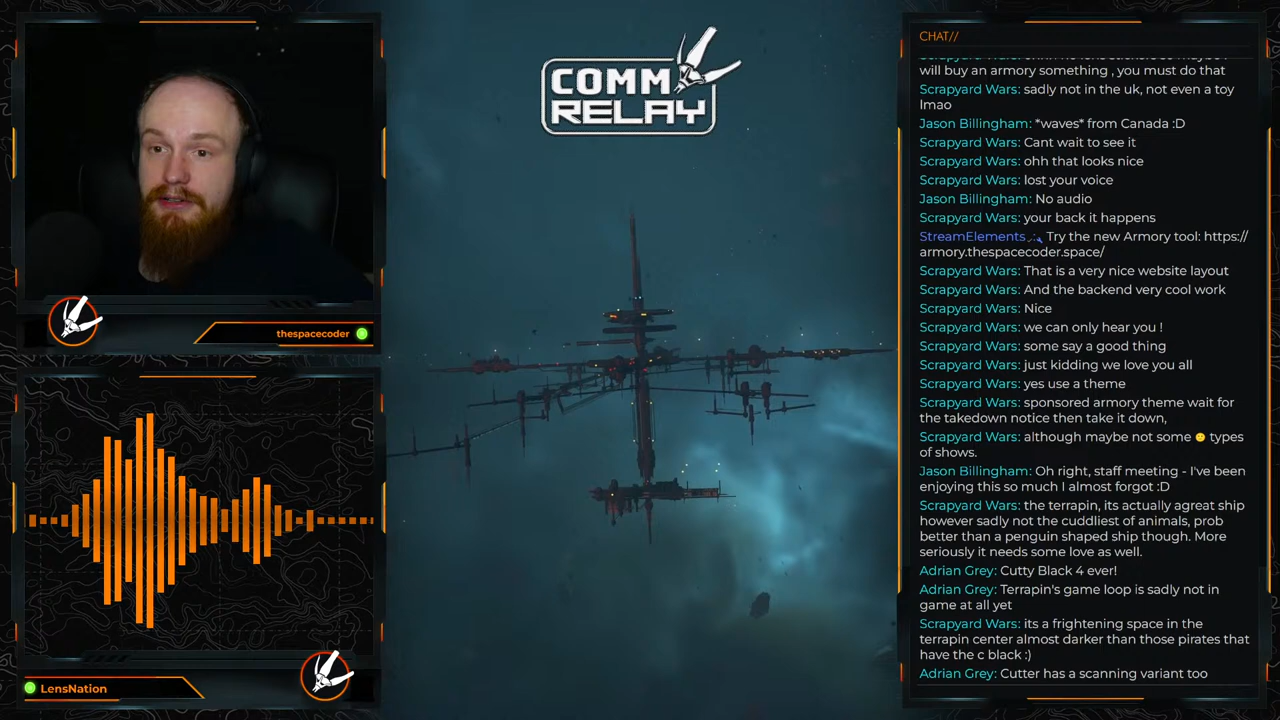 COMM
RELAY
thespacecoder
LensNation
CHAT//
will buy an armory something , you must do that
Scrapyard Wars: sadly not in the uk, not even a toy
lmao
Jason Billingham: *waves* from Canada :D
Scrapyard Wars: Cant wait to see it
Scrapyard Wars: ohh that looks nice
Scrapyard Wars: lost your voice
Jason Billingham: No audio
Scrapyard Wars: your back it happens
StreamElements Try the new Armory tool: https://
armory.thespacecoder.space/
Scrapyard Wars: That is a very nice website layout
Scrapyard Wars: And the backend very cool work
Scrapyard Wars: Nice
Scrapyard Wars: we can only hear you !
Scrapyard Wars: some say a good thing
Scrapyard Wars: just kidding we love you all
Scrapyard Wars: yes use a theme
Scrapyard Wars: sponsored armory theme wait for
the takedown notice then take it down,
Scrapyard Wars: although maybe not some 🙂 types
of shows.
Jason Billingham: Oh right, staff meeting - I've been
enjoying this so much I almost forgot :D
Scrapyard Wars: the terrapin, its actually agreat ship
however sadly not the cuddliest of animals, prob
better than a penguin shaped ship though. More
seriously it needs some love as well.
Adrian Grey: Cutty Black 4 ever!
Adrian Grey: Terrapin's game loop is sadly not in
game at all yet
Scrapyard Wars: its a frightening space in the
terrapin center almost darker than those pirates that
have the c black :)
Adrian Grey: Cutter has a scanning variant too